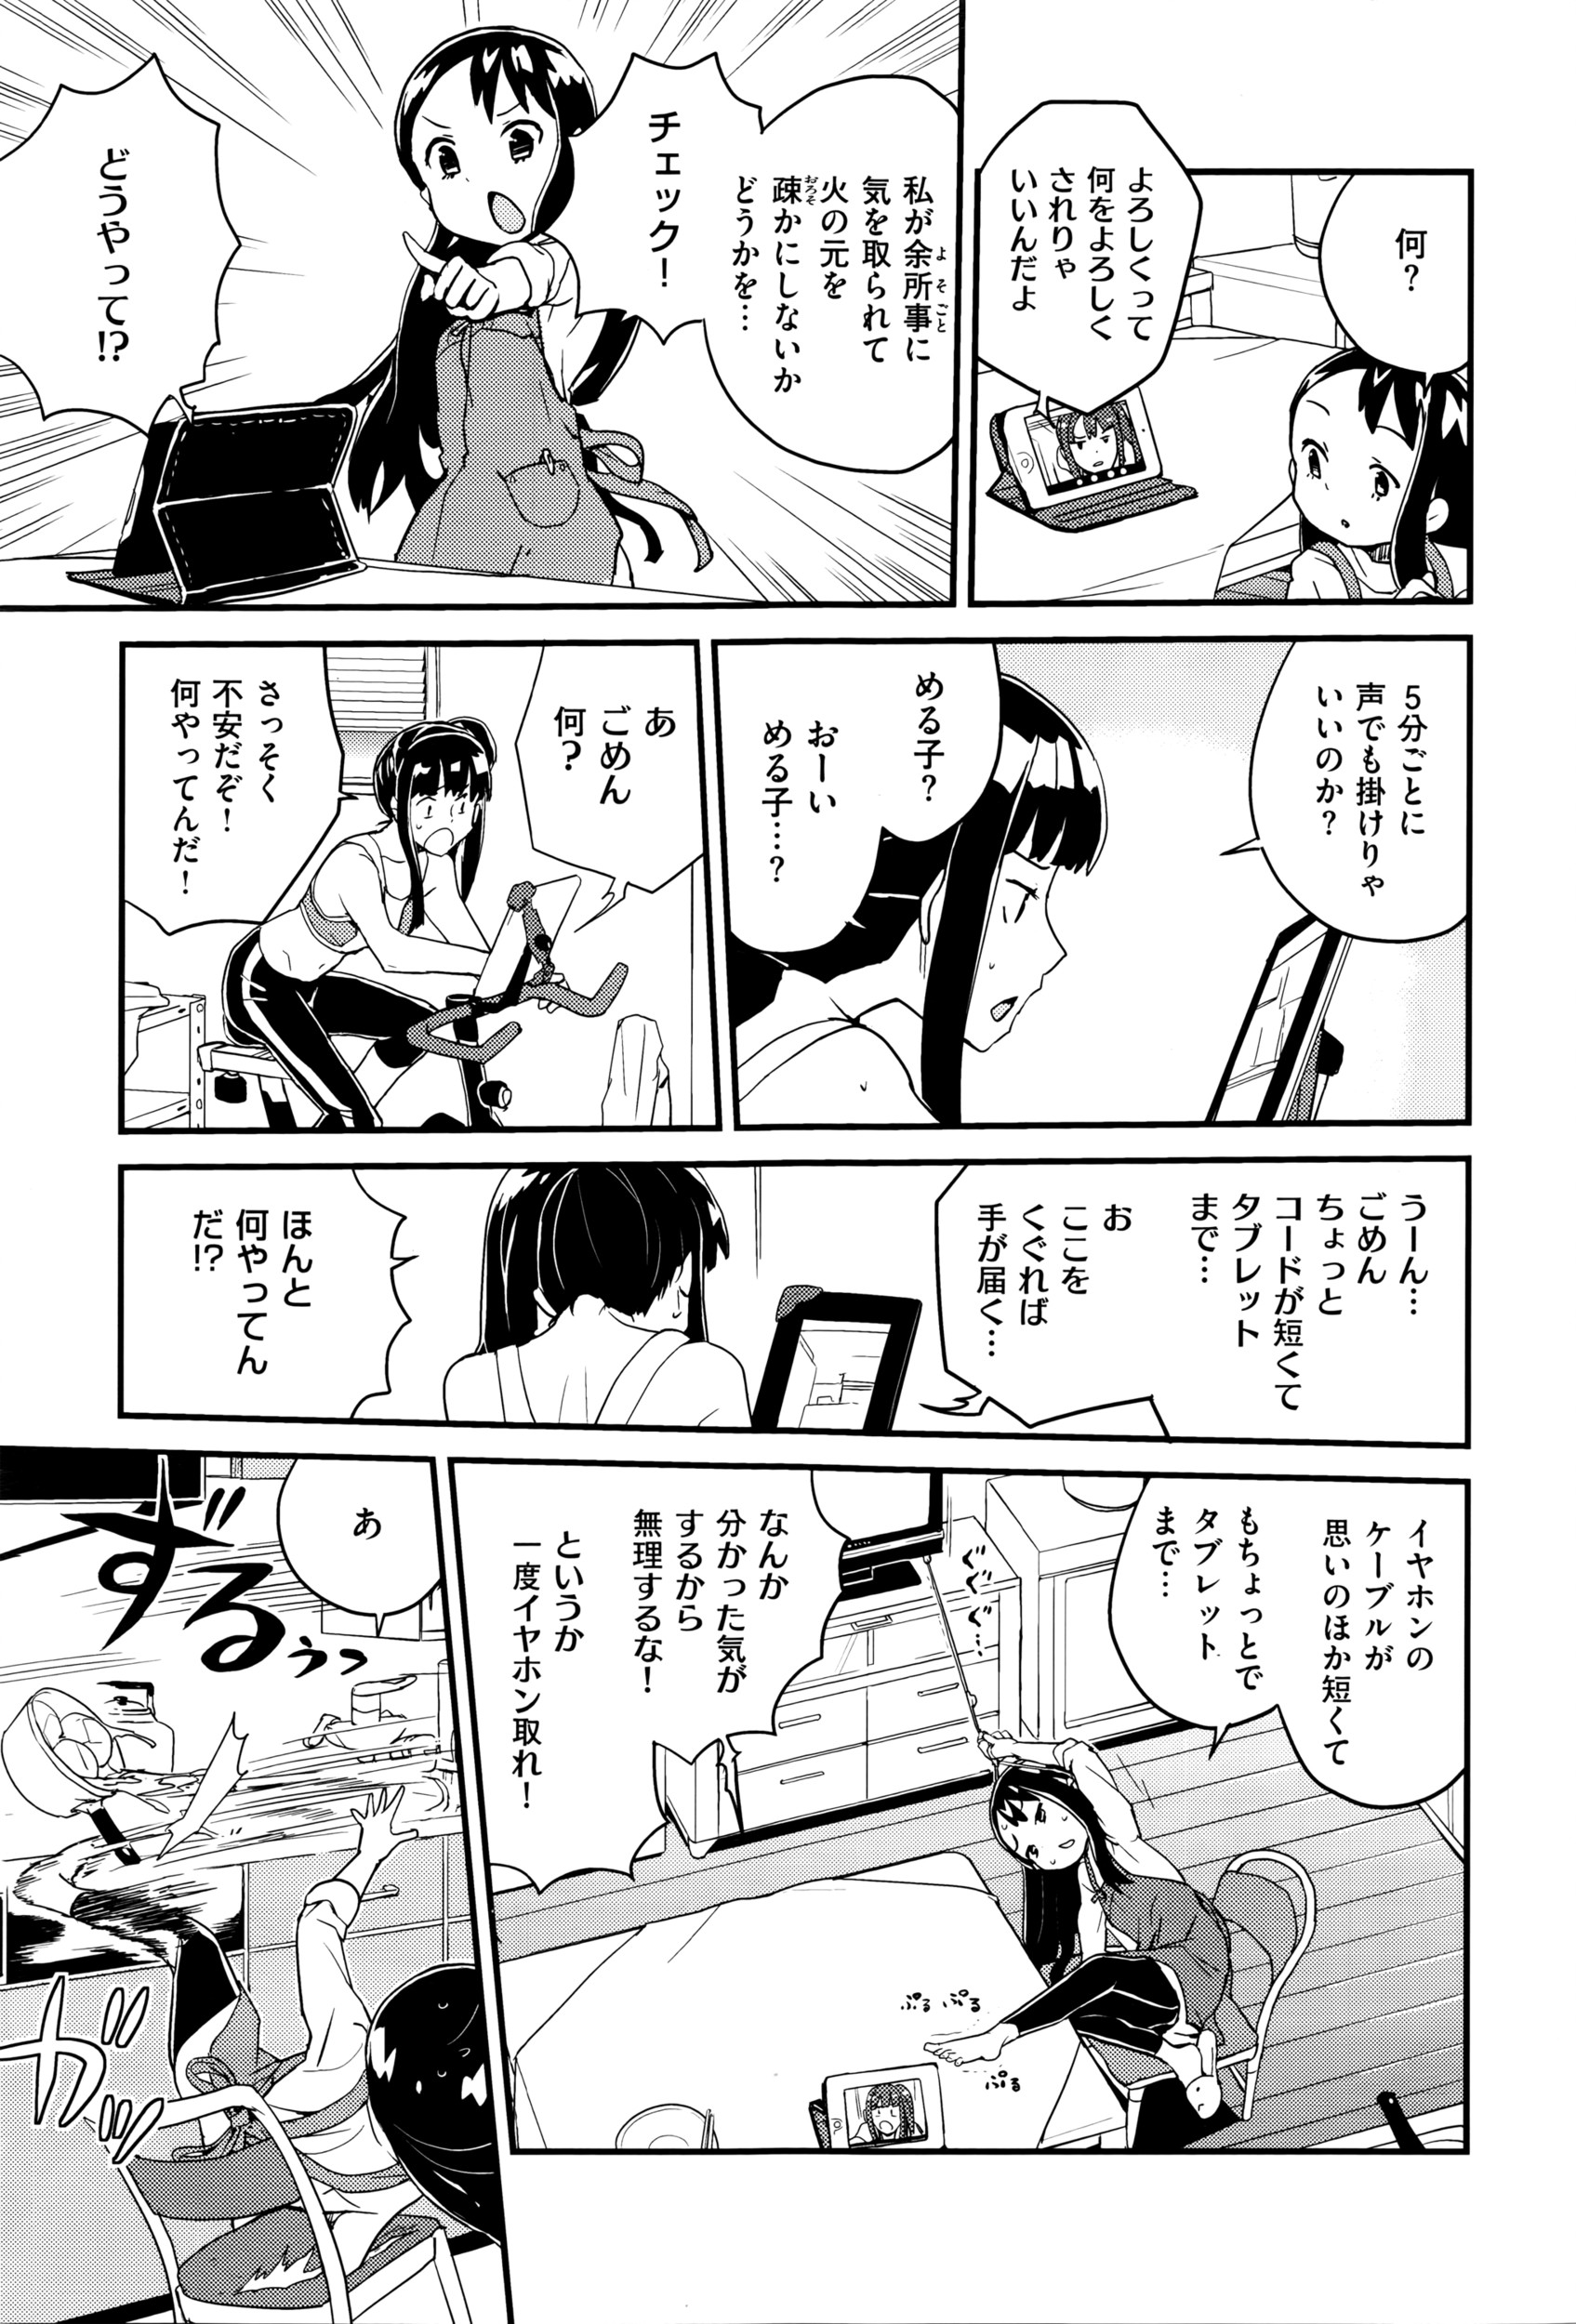 何？
よろしくって
何をよろしく
されりゃ
いいんだよ
私が余所事に
気を取られて
火の元を
疎かにしないか
どうかを…
チェック！
どうやって!?
5分ごとに
声でも掛けりゃ
いいのか？
める子？
おーい
める子…？
あ
ごめん
何？
さっそく
不安だぞ！
何やってんだ！
うーん…
ごめん
ちょっと
コードが短くて
タブレット
まで…
お
ここを
くぐれば
手が届く…
ほんと
何やってん
だ!?
イヤホンの
ケーブルが
思いのほか短くて
もちょっとで
タブレット
まで…
ぐぐ…
ぐぐ…
なんか
分かった気が
するから
無理するな！
というか
一度イヤホン取れ！
ぷる ぷる
ぷる
あ
ずるぅっ
ガッ